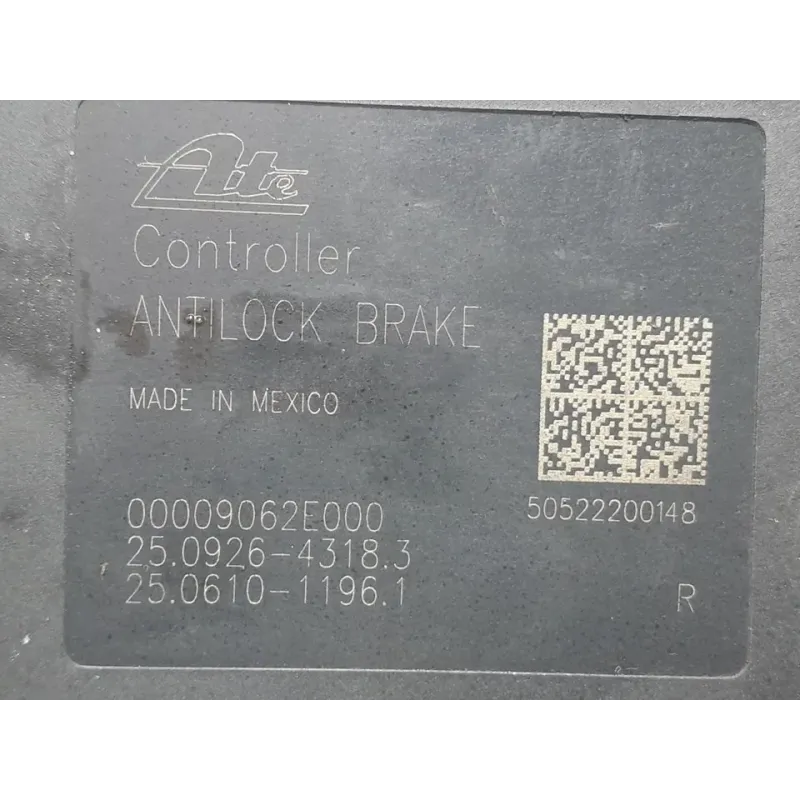 Ate
Controller
ANTILOCK BRAKE
MADE IN MEXICO
00009062E000
25.0926-4318.3
25.0610-1196.1
50522200148
R